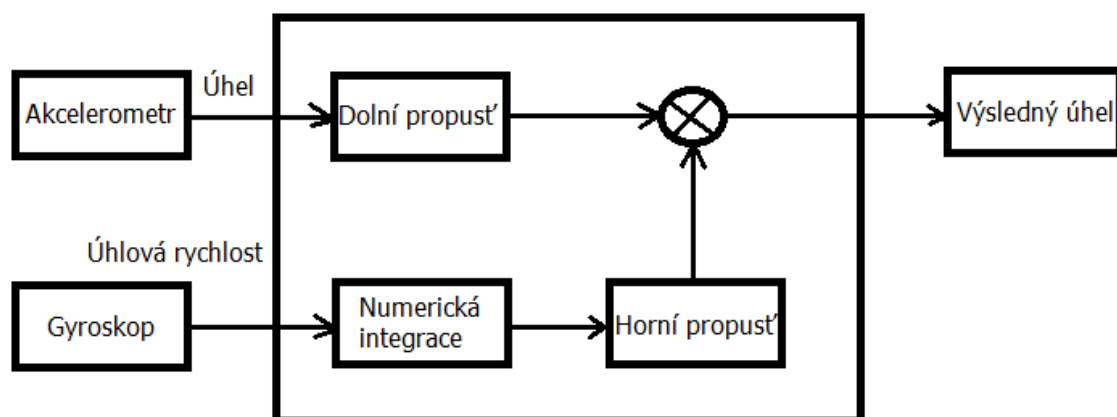 Úhel
Akcelerometr
Dolní propusť
Výsledný úhel
Úhlová rychlost
Gyroskop
Numerická
integrace
Horní propusť